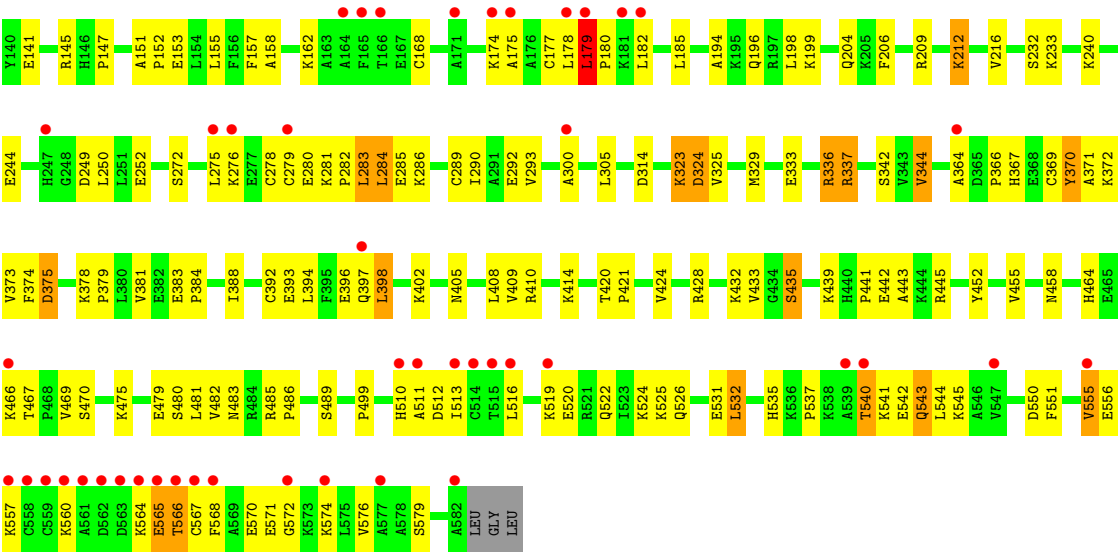 Y140 E141 R145 H146 P147 A151 P152 E153 L154 L155 F156 F157 A158 K162 A163 A164 F165 T166 E167 C168 A171 K174 A175 A176 C177 L178 L179 P180 K181 L182 L185 A194 K195 Q196 R197 L198 K199 Q204 K205 F206 R209 K212 V216 S232 K233 K240
E244 H247 G248 D249 L250 L251 E252 S272 L275 K276 E277 C278 C279 E280 K281 P282 L283 L284 E285 K286 C289 I290 A291 E292 V293 A300 L305 D314 K323 D324 V325 M329 E333 R336 R337 S342 V343 V344 A364 D365 P366 H367 E368 C369 Y370 A371 K372
V373 F374 D375 K378 P379 L380 V381 E382 E383 P384 I388 C392 E393 L394 F395 E396 Q397 L398 K402 N405 L408 V409 R410 K414 T420 P421 V424 R428 K432 V433 G434 S435 K439 H440 P441 E442 A443 K444 R445 Y452 V455 N458 H464 E465
K466 T467 P468 V469 S470 K475 E479 S480 L481 V482 N483 R484 R485 P486 S489 P499 H510 A511 D512 I513 C514 T515 L516 K519 E520 R521 Q522 I523 K524 K525 Q526 E531 L532 H535 K536 P537 K538 A539 T540 K541 E542 Q543 L544 K545 A546 V547 D550 F551 V555 E556
K557 C558 C559 K560 A561 D562 D563 K564 E565 T566 C567 F568 A569 E570 E571 G572 K573 K574 L575 V576 A577 A578 S579 A582 LEU GLY LEU